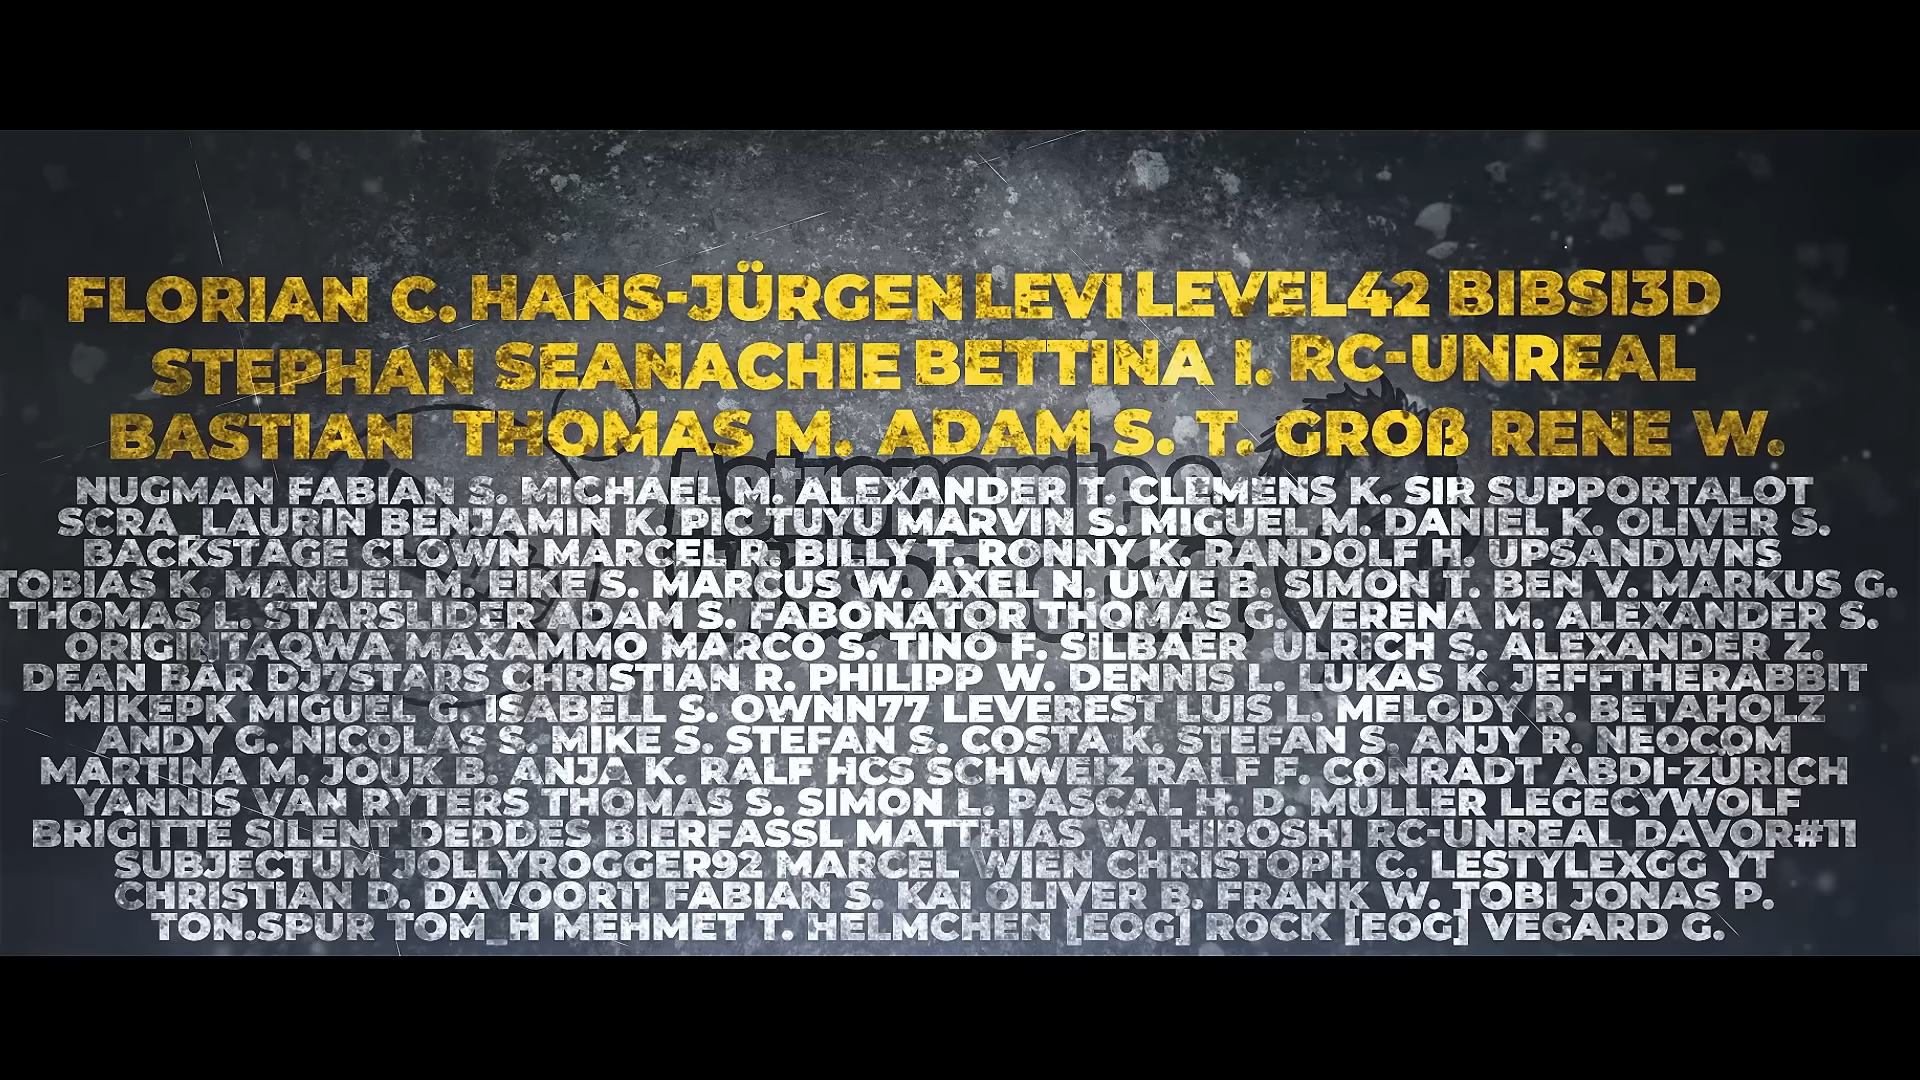 FLORIAN C. HANS-JÜRGEN LEVI LEVEL42 BIBSI3D
STEPHAN SEANACHIE BETTINA I. RC-UNREAL
BASTIAN THOMAS M. ADAM S. T. GROß RENE W.
NUGMAN FABIAN S. MICHAEL M. ALEXANDER T. CLEMENS K. SIR SUPPORTALOT
SCRA_LAURIN BENJAMIN K. PIC TUYU MARVIN S. MIGUEL M. DANIEL K. OLIVER S.
BACKSTAGE CLOWN MARCEL R. BILLY T. RONNY K. RANDOLF H. UPSANDWNS
TOBIAS K. MANUEL M. EIKE S. MARCUS W. AXEL N. UWE B. SIMON T. BEN V. MARKUS G.
THOMAS L. STARSLIDER ADAM S. FABONATOR THOMAS G. VERENA M. ALEXANDER S.
ORIGINTAQWA MAXAMMO MARCO S. TINO F. SILBAER ULRICH S. ALEXANDER Z.
DEAN BAR DJ7STARS CHRISTIAN R. PHILIPP W. DENNIS L. LUKAS K. JEFFTHERABBIT
MIKEPK MIGUEL G. ISABELL S. OWNN77 LEVEREST LUIS L. MELODY R. BETAHOLZ
ANDY G. NICOLAS S. MIKE S. STEFAN S. COSTA K. STEFAN S. ANJY R. NEOCOM
MARTINA M. JOUK B. ANJA K. RALF HCS SCHWEIZ RALF F. CONRADT ABDI-ZÜRICH
YANNIS VAN RYTERS THOMAS S. SIMON L. PASCAL H. D. MÜLLER LEGECYWOLF
BRIGITTE SILENT DEDDES BIERFASSL MATTHIAS W. HIROSHI RC-UNREAL DAVOR#11
SUBJECTUM JOLLYROGGER92 MARCEL WIEN CHRISTOPH C. LESTYLEXGG YT
CHRISTIAN D. DAVOOR11 FABIAN S. KAI OLIVER B. FRANK W. TOBI JONAS P.
TON.SPUR TOM_H MEHMET T. HELMCHEN [EOG] ROCK [EOG] VEGARD G.